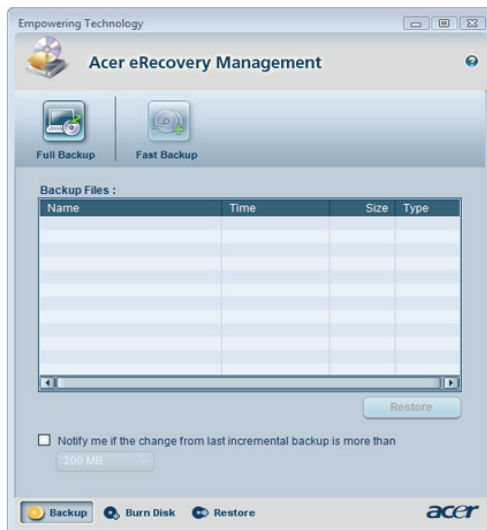 Empowering Technology
Acer eRecovery Management
Full Backup
Fast Backup
Backup Files :
Name Time Size Type
Restore
Notify me if the change from last incremental backup is more than
200 MB
Backup Burn Disk Restore acer